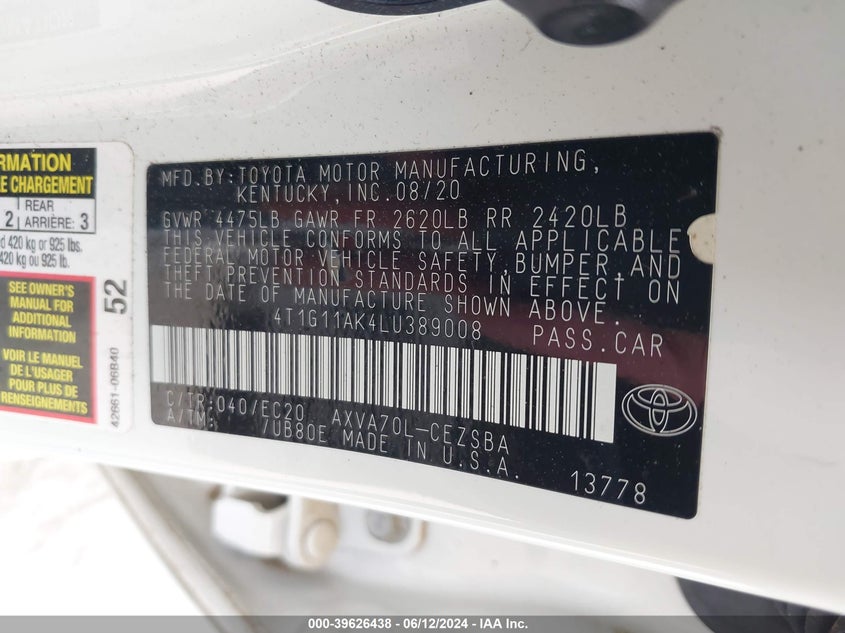 RMATION
E CHARGEMENT
2 REAR
ARRIÈRE: 3
d 420 kg or 925 lbs.
420 kg ou 925 lb.
SEE OWNER'S
MANUAL FOR
ADDITIONAL
INFORMATION
VOIR LE MANUEL
DE L'USAGER
POUR PLUS DE
RENSEIGNEMENTS
52
42661-06B40
MFD.BY:TOYOTA MOTOR MANUFACTURING,
KENTUCKY,INC.08/20
GVWR 4475LB GAWR FR 2620LB RR 2420LB
THIS VEHICLE CONFORMS TO ALL APPLICABLE
FEDERAL MOTOR VEHICLE SAFETY,BUMPER,AND
THEFT PREVENTION STANDARDS IN EFFECT ON
THE DATE OF MANUFACTURE SHOWN ABOVE.
4T1G11AK4LU389008 PASS.CAR
C/TR:040/EC20 AXVA70L-CEZSBA
A/TM: 7UB80E MADE IN U.S.A.
13778
000-39626438 - 06/12/2024 - IAA Inc.